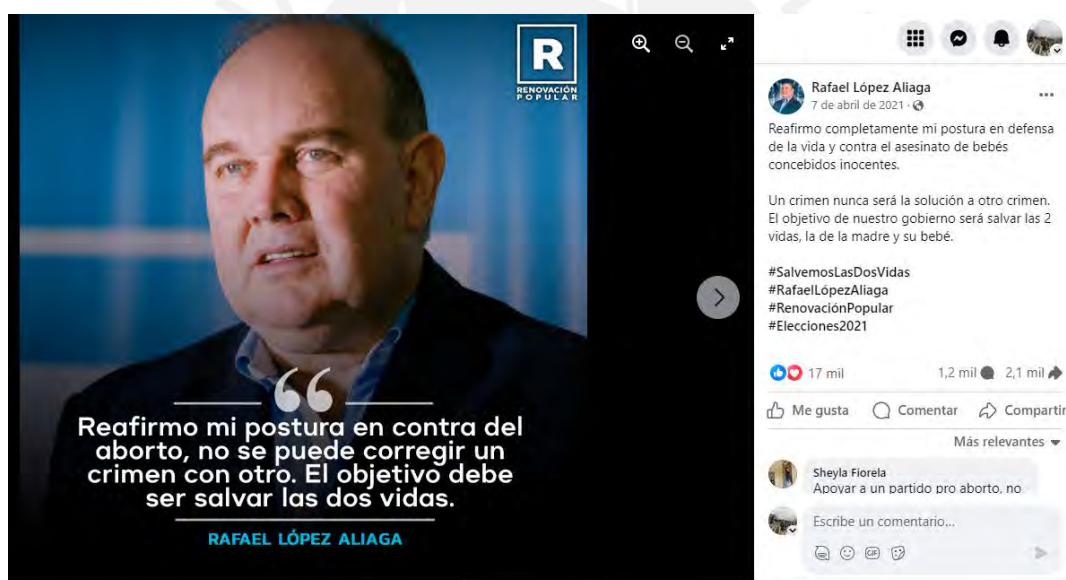 R
RENOVACIÓN
POPULAR
“
Reafirmo mi postura en contra del
aborto, no se puede corregir un
crimen con otro. El objetivo debe
ser salvar las dos vidas.
RAFAEL LÓPEZ ALIAGA
Rafael López Aliaga
7 de abril de 2021 ·
Reafirmo completamente mi postura en defensa
de la vida y contra el asesinato de bebés
concebidos inocentes.
Un crimen nunca será la solución a otro crimen.
El objetivo de nuestro gobierno será salvar las 2
vidas, la de la madre y su bebé.
#SalvemosLasDosVidas
#RafaelLópezAliaga
#RenovaciónPopular
#Elecciones2021
17 mil 1,2 mil 2,1 mil
Me gusta Comentar Compartir
Más relevantes
Sheyla Fiorela
Apoyar a un partido pro aborto, no
Escribe un comentario...
GIF